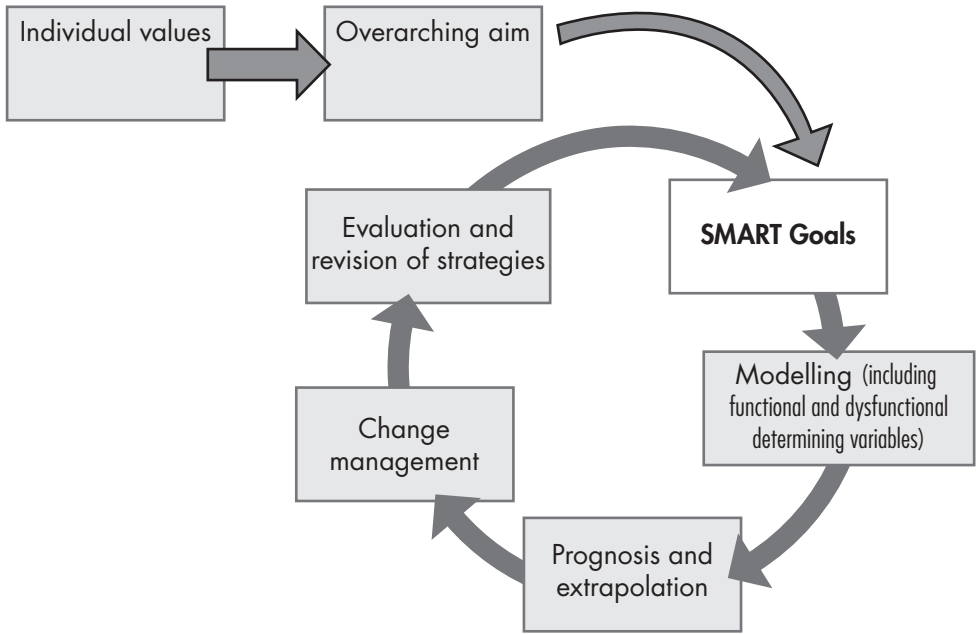 Individual values
Overarching aim
SMART Goals
Modelling (including
functional and dysfunctional
determining variables)
Prognosis and
extrapolation
Change
management
Evaluation and
revision of strategies